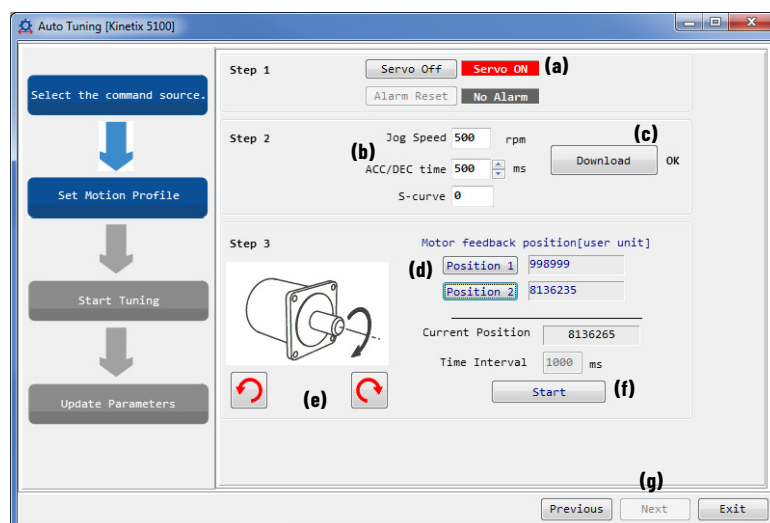 Auto Tuning [Kinetix 5100]
Select the command source.
Set Motion Profile
Start Tuning
Update Parameters
Step 1
Servo Off Servo ON (a)
Alarm Reset No Alarm
Step 2
(b)
Jog Speed 500 rpm
ACC/DEC time 500 ms
S-curve 0
(c)
Download OK
Step 3
Motor feedback position[user unit]
(d)
Position 1 998999
Position 2 8136235
Current Position 8136265
Time Interval 1000 ms
(e)
Start (f)
(g)
Previous Next Exit